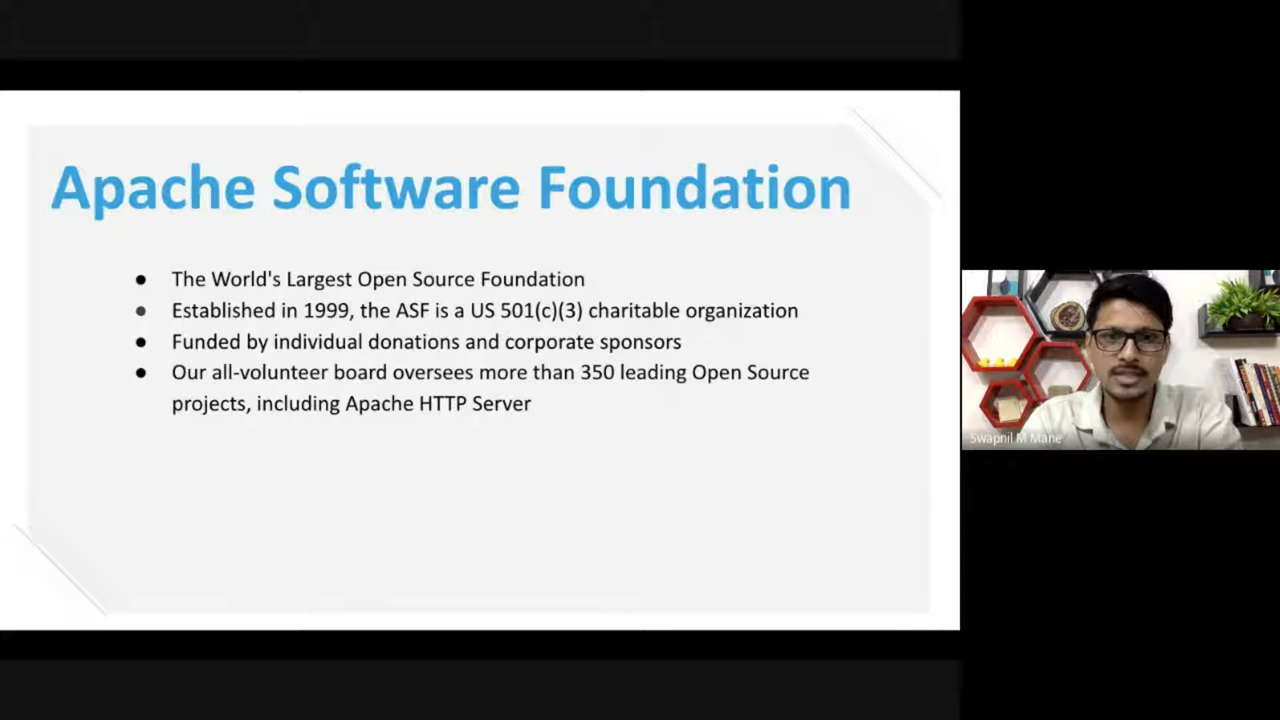 Apache Software Foundation
● The World's Largest Open Source Foundation
● Established in 1999, the ASF is a US 501(c)(3) charitable organization
● Funded by individual donations and corporate sponsors
● Our all-volunteer board oversees more than 350 leading Open Source
projects, including Apache HTTP Server
Swapnil M Mane